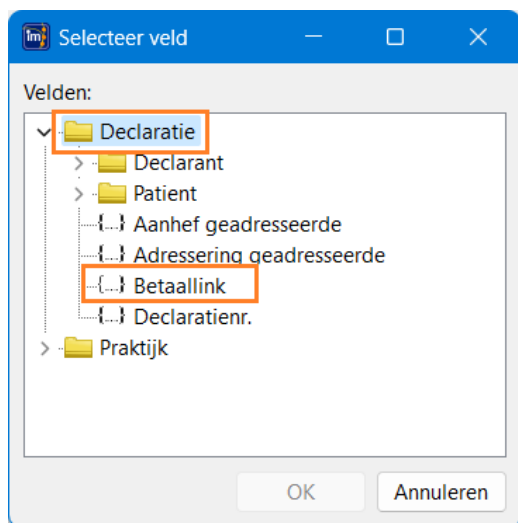 Selecteer veld
Velden:
Declaratie
Declarant
Patient
{...} Aanhef geadresseerde
{...} Adressering geadresseerde
{...} Betaallink
{...} Declaratienr.
Praktijk
OK
Annuleren